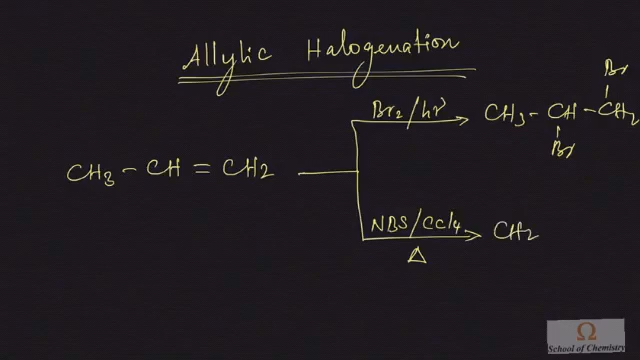 Allylic Halogenation
Br
Br2/hν
CH3 – CH – CH2
Br
CH3 – CH = CH2
NBS/CCl4
CH2
Δ
Ω
School of Chemistry